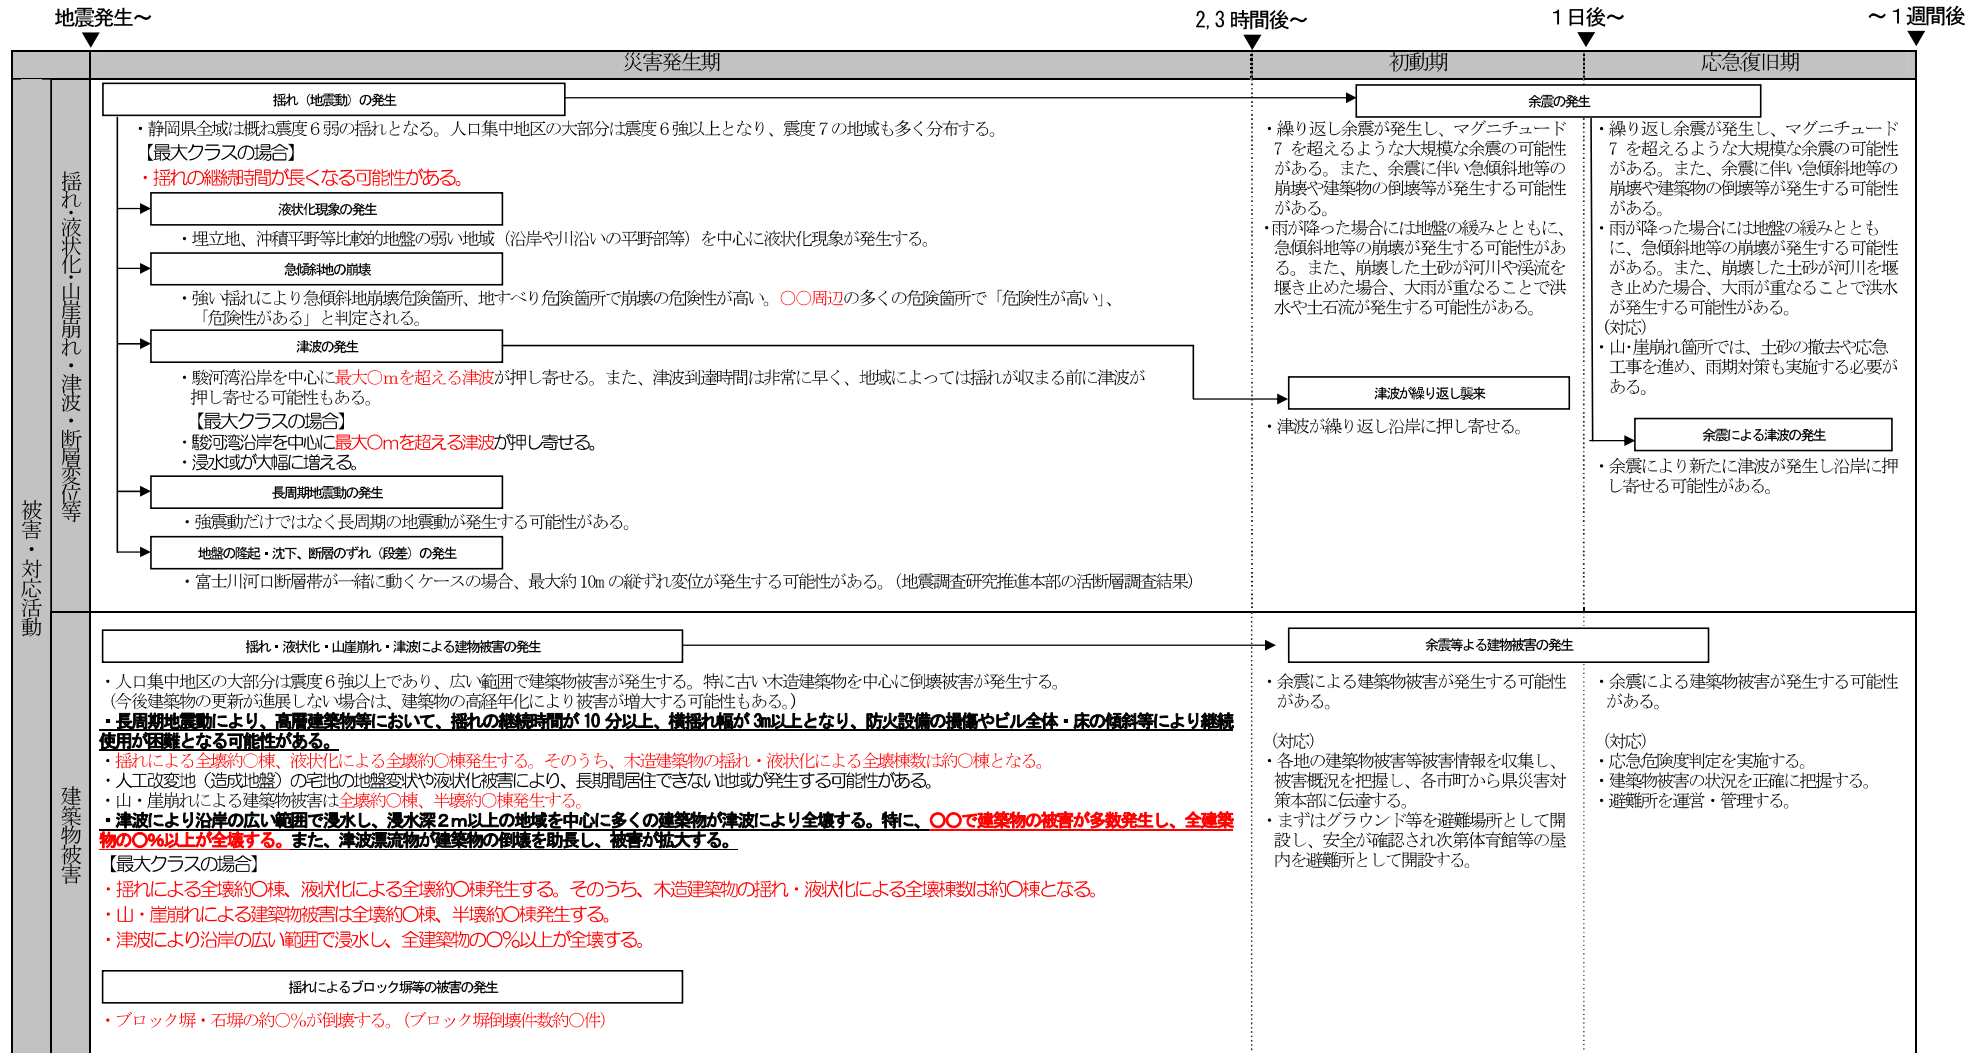 地震発生～
2,3時間後～
１日後～
～１週間後
災害発生期
初動期
応急復旧期
被害・対応活動
揺れ・液状化・山崖崩れ・津波・断層変位等
揺れ（地震動）の発生
・静岡県全域は概ね震度６弱の揺れとなる。人口集中地区の大部分は震度６強以上となり、震度７の地域も多く分布する。
【最大クラスの場合】
・揺れの継続時間が長くなる可能性がある。
液状化現象の発生
・埋立地、沖積平野等比較的地盤の弱い地域（沿岸や川沿いの平野部等）を中心に液状化現象が発生する。
急傾斜地の崩壊
・強い揺れにより急傾斜地崩壊危険箇所、地すべり危険箇所で崩壊の危険性が高い。〇〇周辺の多くの危険箇所で「危険性が高い」、
「危険性がある」と判定される。
津波の発生
・駿河湾沿岸を中心に最大〇ｍを超える津波が押し寄せる。また、津波到達時間は非常に早く、地域によっては揺れが収まる前に津波が
押し寄せる可能性もある。
【最大クラスの場合】
・駿河湾沿岸を中心に最大〇ｍを超える津波が押し寄せる。
・浸水域が大幅に増える。
長周期地震動の発生
・強震動だけではなく長周期の地震動が発生する可能性がある。
地盤の隆起・沈下、断層のずれ（段差）の発生
・富士川河口断層帯が一緒に動くケースの場合、最大約10mの縦ずれ変位が発生する可能性がある。（地震調査研究推進本部の活断層調査結果）
余震の発生
・繰り返し余震が発生し、マグニチュード
7 を超えるような大規模な余震の可能性
がある。また、余震に伴い急傾斜地等の
崩壊や建築物の倒壊等が発生する可能性
がある。
・雨が降った場合には地盤の緩みとともに、
急傾斜地等の崩壊が発生する可能性があ
る。また、崩壊した土砂が河川や渓流を
堰き止めた場合、大雨が重なることで洪
水や土石流が発生する可能性がある。
津波が繰り返し襲来
・津波が繰り返し沿岸に押し寄せる。
・繰り返し余震が発生し、マグニチュード
7 を超えるような大規模な余震の可能性
がある。また、余震に伴い急傾斜地等の
崩壊や建築物の倒壊等が発生する可能性
がある。
・雨が降った場合には地盤の緩みととも
に、急傾斜地等の崩壊が発生する可能性
がある。また、崩壊した土砂が河川を堰
き止めた場合、大雨が重なることで洪水
が発生する可能性がある。
（対応）
・山・崖崩れ箇所では、土砂の撤去や応急
工事を進め、雨期対策も実施する必要が
ある。
余震による津波の発生
・余震により新たに津波が発生し沿岸に押
し寄せる可能性がある。
建築物被害
揺れ・液状化・山崖崩れ・津波による建物被害の発生
・人口集中地区の大部分は震度６強以上であり、広い範囲で建築物被害が発生する。特に古い木造建築物を中心に倒壊被害が発生する。
（今後建築物の更新が進展しない場合は、建築物の高経年化により被害が増大する可能性もある。）
・長周期地震動により、高層建築物等において、揺れの継続時間が 10 分以上、横揺れ幅が 3m以上となり、防火設備の損傷やビル全体・床の傾斜等により継続
使用が困難となる可能性がある。
・揺れによる全壊約〇棟、液状化による全壊約〇棟発生する。そのうち、木造建築物の揺れ・液状化による全壊棟数は約〇棟となる。
・人工改変地（造成地盤）の宅地の地盤変状や液状化被害により、長期間居住できない地域が発生する可能性がある。
・山・崖崩れによる建築物被害は全壊約〇棟、半壊約〇棟発生する。
・津波により沿岸の広い範囲で浸水し、浸水深２ｍ以上の地域を中心に多くの建築物が津波により全壊する。特に、〇〇で建築物の被害が多数発生し、全建築
物の〇％以上が全壊する。また、津波漂流物が建築物の倒壊を助長し、被害が拡大する。
【最大クラスの場合】
・揺れによる全壊約〇棟、液状化による全壊約〇棟発生する。そのうち、木造建築物の揺れ・液状化による全壊棟数は約〇棟となる。
・山・崖崩れによる建築物被害は全壊約〇棟、半壊約〇棟発生する。
・津波により沿岸の広い範囲で浸水し、全建築物の〇％以上が全壊する。
揺れによるブロック塀等の被害の発生
・ブロック塀・石塀の約〇％が倒壊する。（ブロック塀倒壊件数約〇件）
余震等よる建物被害の発生
・余震による建築物被害が発生する可能性
がある。
（対応）
・各地の建築物被害等被害情報を収集し、
被害概況を把握し、各市町から県災害対
策本部に伝達する。
・まずはグラウンド等を避難場所として開
設し、安全が確認され次第体育館等の屋
内を避難所として開設する。
・余震による建築物被害が発生する可能性
がある。
（対応）
・応急危険度判定を実施する。
・建築物被害の状況を正確に把握する。
・避難所を運営・管理する。